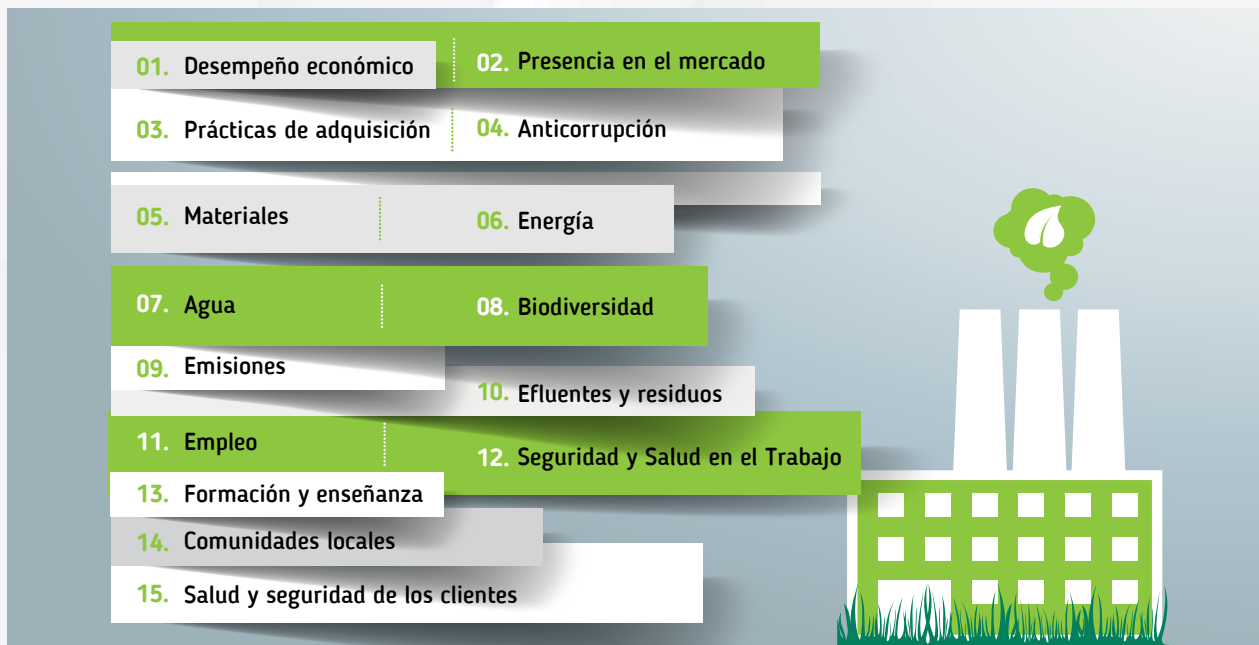 01. Desempeño económico
02. Presencia en el mercado
03. Prácticas de adquisición
04. Anticorrupción
05. Materiales
06. Energía
07. Agua
08. Biodiversidad
09. Emisiones
10. Efluentes y residuos
11. Empleo
12. Seguridad y Salud en el Trabajo
13. Formación y enseñanza
14. Comunidades locales
15. Salud y seguridad de los clientes